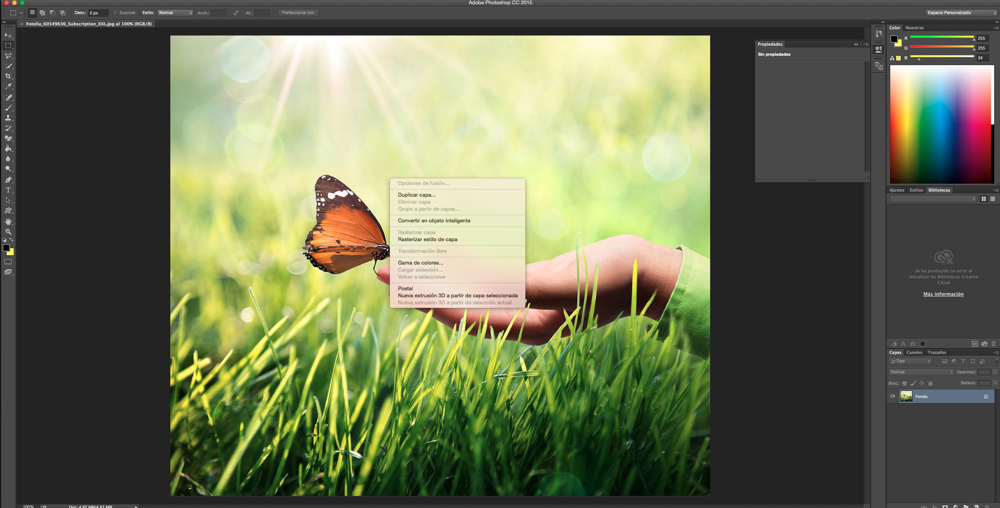 Adobe Photoshop CC 2015
Desv.: 0 px Suavizar Estilo: Normal Anch.: Alt.: Perfeccionar bor. Espacio Personalizado
× Fotolia_60549636_Subscription_XXL.jpg al 100% (RGB/8)
Color Muestras
R 255
G 255
B 34
Propiedades
Sin propiedades
Opciones de fusión...
Duplicar capa...
Eliminar capa
Grupo a partir de capas...
Convertir en objeto inteligente
Rasterizar capa
Rasterizar estilo de capa
Transformación libre
Gama de colores...
Cargar selección...
Volver a seleccionar
Postal
Nueva extrusión 3D a partir de capa seleccionada
Nueva extrusión 3D a partir de selección actual
Ajustes Estilos Bibliotecas
Se ha producido un error al
inicializar las Bibliotecas Creative
Cloud
Más información
A fx St
Capas Canales Trazados
Tipo T
Normal Opacidad: 100%
Bloq.: Relleno: 100%
Fondo
100% Doc: 4,67 MB/4,67 MB
fx